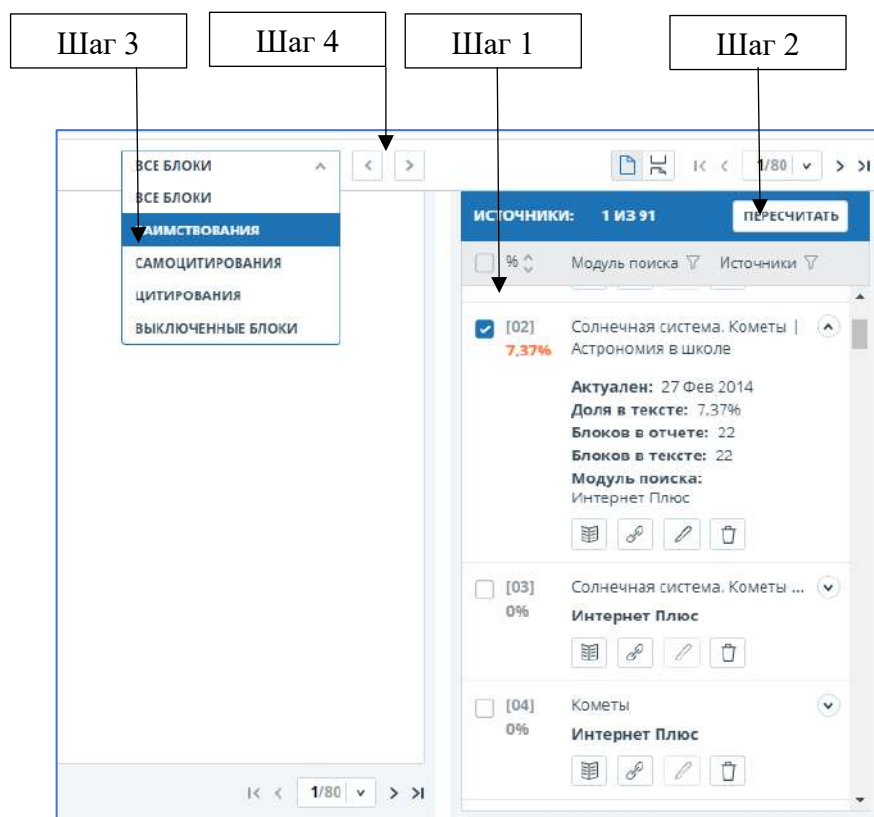 Шаг 3
Шаг 4
Шаг 1
Шаг 2
ВСЕ БЛОКИ
1/80
ВСЕ БЛОКИ
ЗАИМСТВОВАНИЯ
САМОЦИТИРОВАНИЯ
ЦИТИРОВАНИЯ
ВЫКЛЮЧЕННЫЕ БЛОКИ
ИСТОЧНИКИ: 1 ИЗ 91
ПЕРЕСЧИТАТЬ
% Модуль поиска Источники
[02] Солнечная система. Кометы |
7,37% Астрономия в школе
Актуален: 27 Фев 2014
Доля в тексте: 7,37%
Блоков в отчете: 22
Блоков в тексте: 22
Модуль поиска:
Интернет Плюс
[03] Солнечная система. Кометы ...
0% Интернет Плюс
[04] Кометы
0% Интернет Плюс
1/80